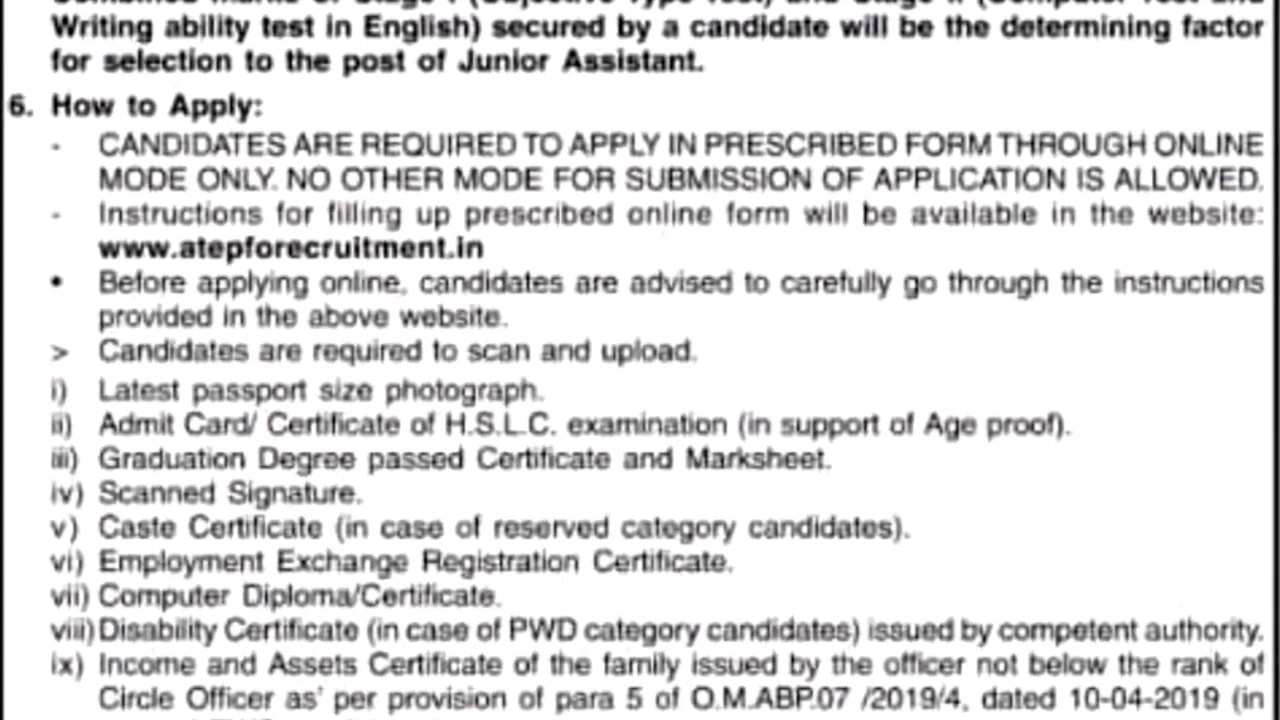 Writing ability test in English) secured by a candidate will be the determining factor
for selection to the post of Junior Assistant.
6. How to Apply:
- CANDIDATES ARE REQUIRED TO APPLY IN PRESCRIBED FORM THROUGH ONLINE
MODE ONLY. NO OTHER MODE FOR SUBMISSION OF APPLICATION IS ALLOWED.
- Instructions for filling up prescribed online form will be available in the website:
www.atepforecruitment.in
• Before applying online, candidates are advised to carefully go through the instructions
provided in the above website.
> Candidates are required to scan and upload.
i) Latest passport size photograph.
ii) Admit Card/ Certificate of H.S.L.C. examination (in support of Age proof).
iii) Graduation Degree passed Certificate and Marksheet.
iv) Scanned Signature.
v) Caste Certificate (in case of reserved category candidates).
vi) Employment Exchange Registration Certificate.
vii) Computer Diploma/Certificate.
viii) Disability Certificate (in case of PWD category candidates) issued by competent authority.
ix) Income and Assets Certificate of the family issued by the officer not below the rank of
Circle Officer as' per provision of para 5 of O.M.ABP.07 /2019/4, dated 10-04-2019 (in